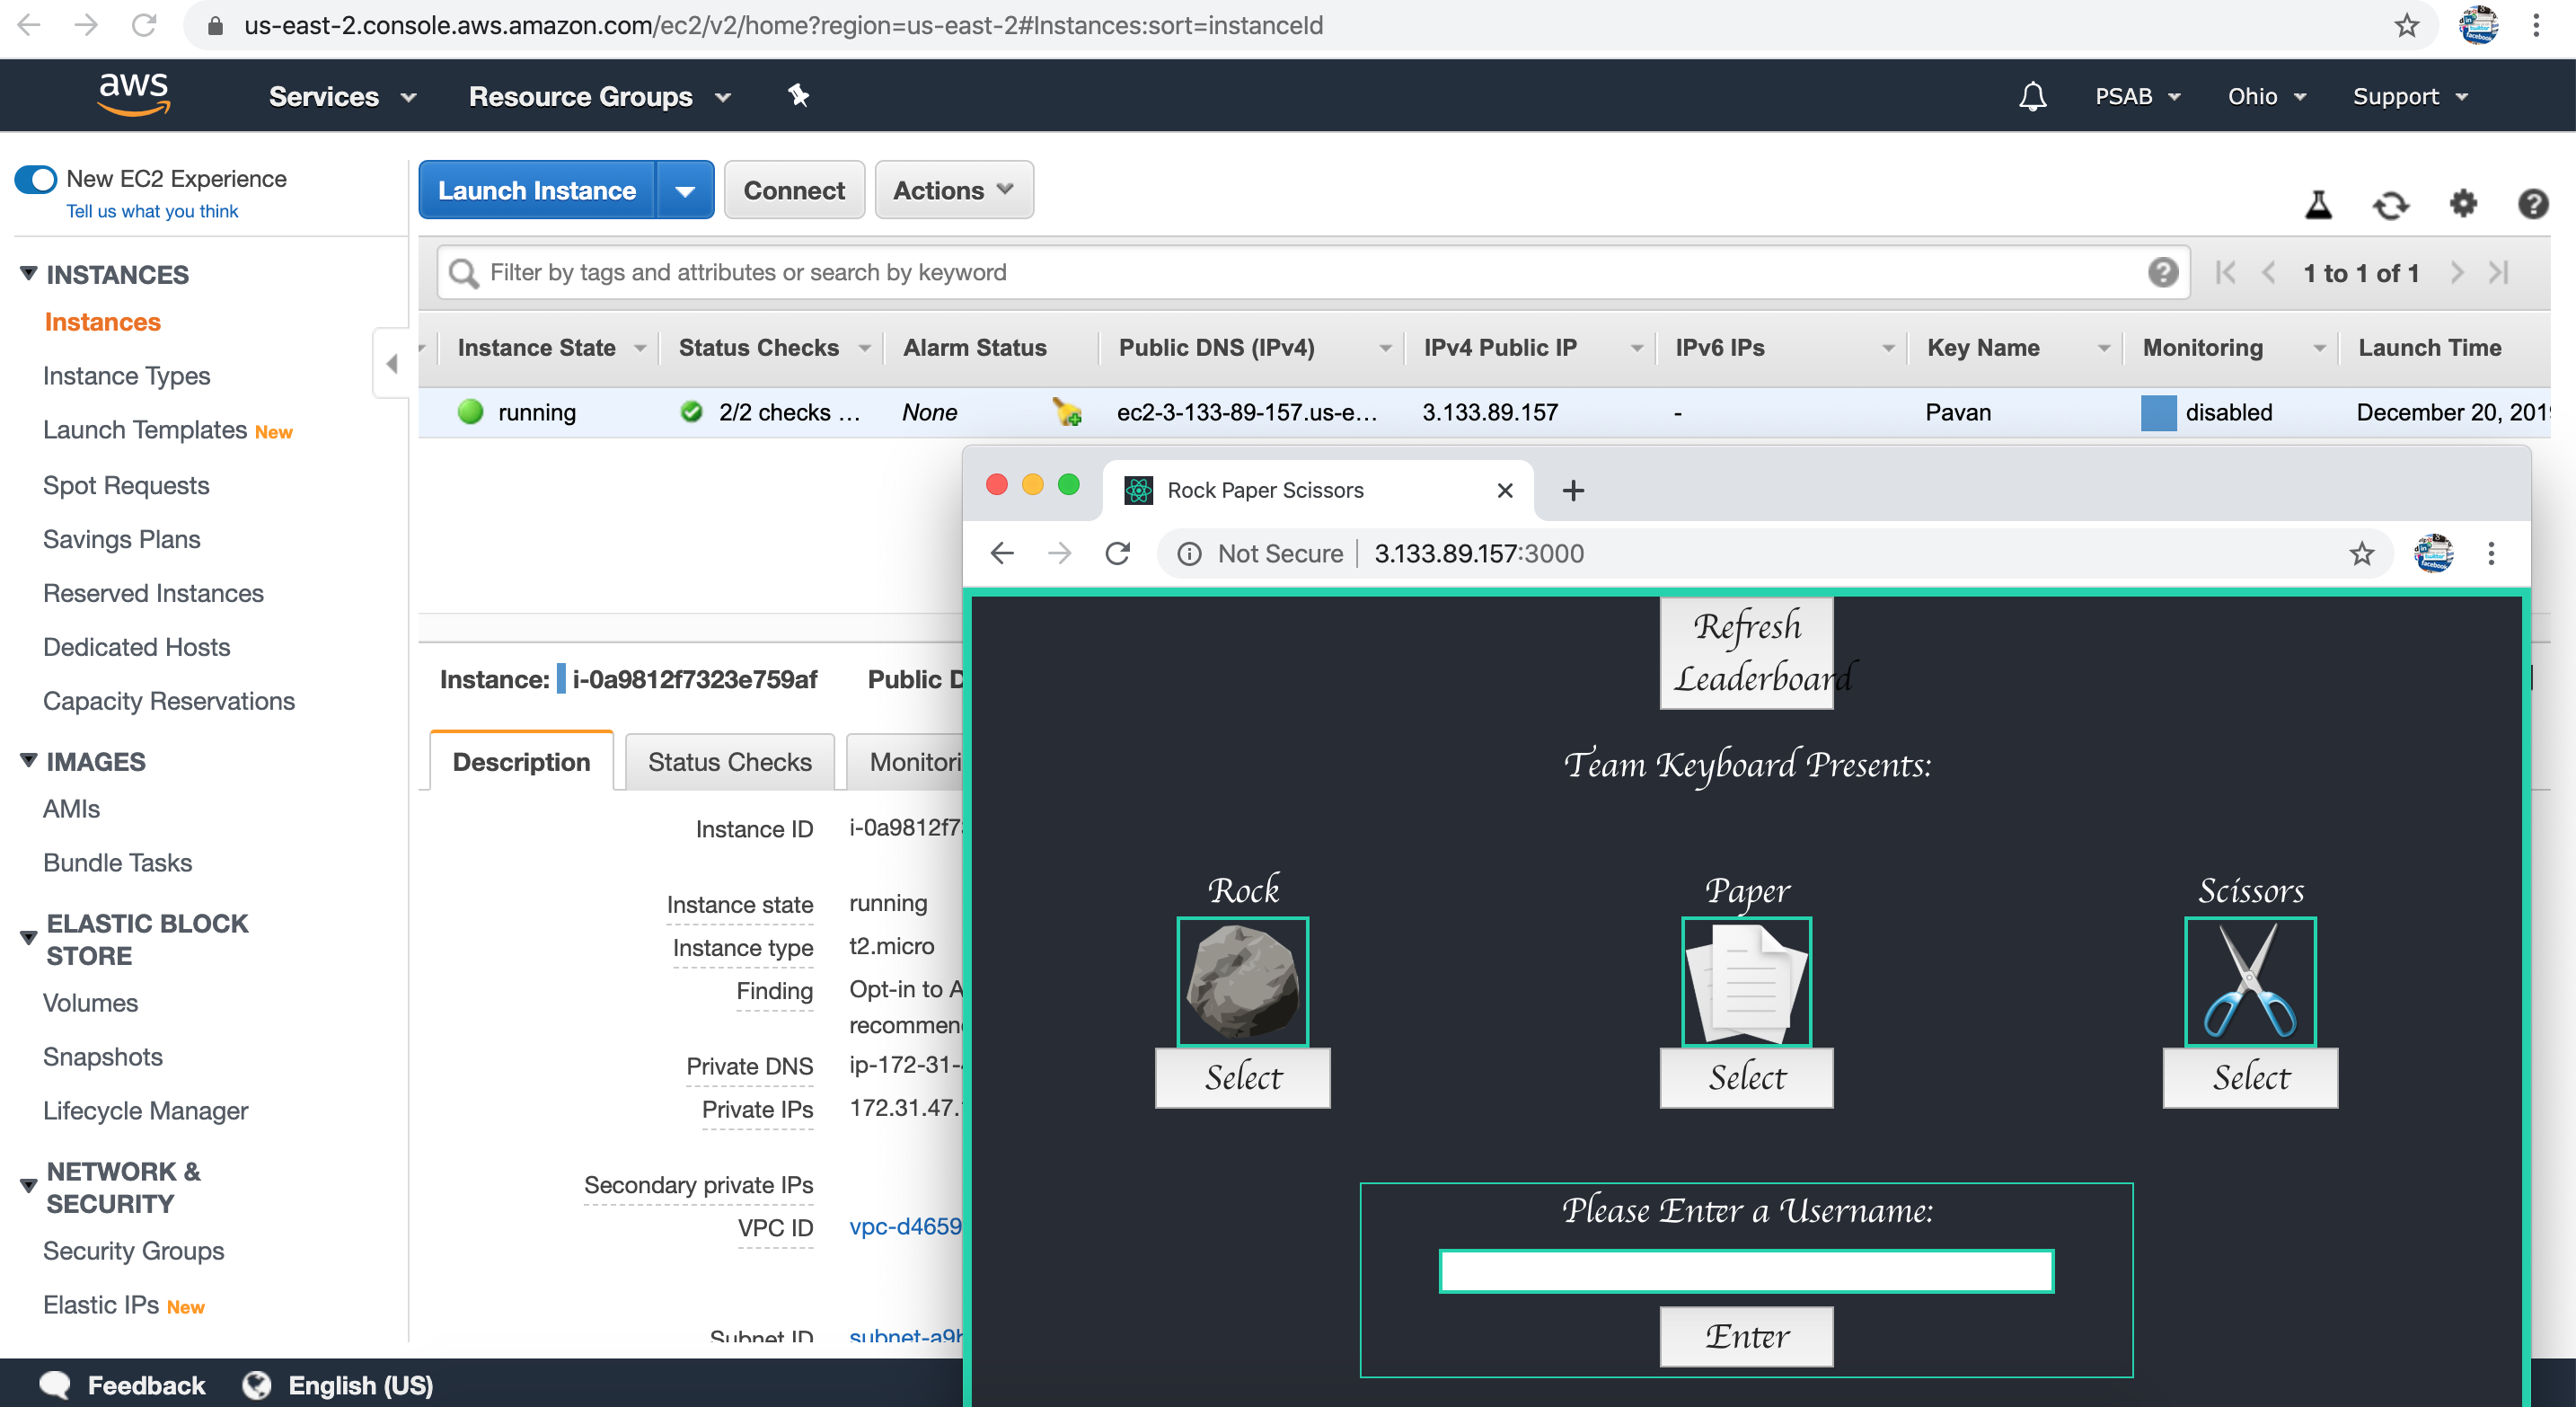 us-east-2.console.aws.amazon.com/ec2/v2/home?region=us-east-2#Instances:sort=instanceId
aws Services Resource Groups PSAB Ohio Support
New EC2 Experience
Tell us what you think
INSTANCES
Instances
Instance Types
Launch Templates New
Spot Requests
Savings Plans
Reserved Instances
Dedicated Hosts
Capacity Reservations
IMAGES
AMIs
Bundle Tasks
ELASTIC BLOCK
STORE
Volumes
Snapshots
Lifecycle Manager
NETWORK &
SECURITY
Security Groups
Elastic IPs New
Launch Instance Connect Actions
Filter by tags and attributes or search by keyword
1 to 1 of 1
Instance State Status Checks Alarm Status Public DNS (IPv4) IPv4 Public IP IPv6 IPs Key Name Monitoring Launch Time
running 2/2 checks ... None ec2-3-133-89-157.us-e... 3.133.89.157 - Pavan disabled December 20, 201
Instance: i-0a9812f7323e759af Public D
Description Status Checks Monitori
Instance ID i-0a9812f7
Instance state running
Instance type t2.micro
Finding Opt-in to A
recommen
Private DNS ip-172-31-
Private IPs 172.31.47.
Secondary private IPs
VPC ID vpc-d4659
Subnet ID subnet-a9
Rock Paper Scissors
Not Secure 3.133.89.157:3000
Refresh
Leaderboard
Team Keyboard Presents:
Rock Paper Scissors
Select Select Select
Please Enter a Username:
Enter
Feedback English (US)